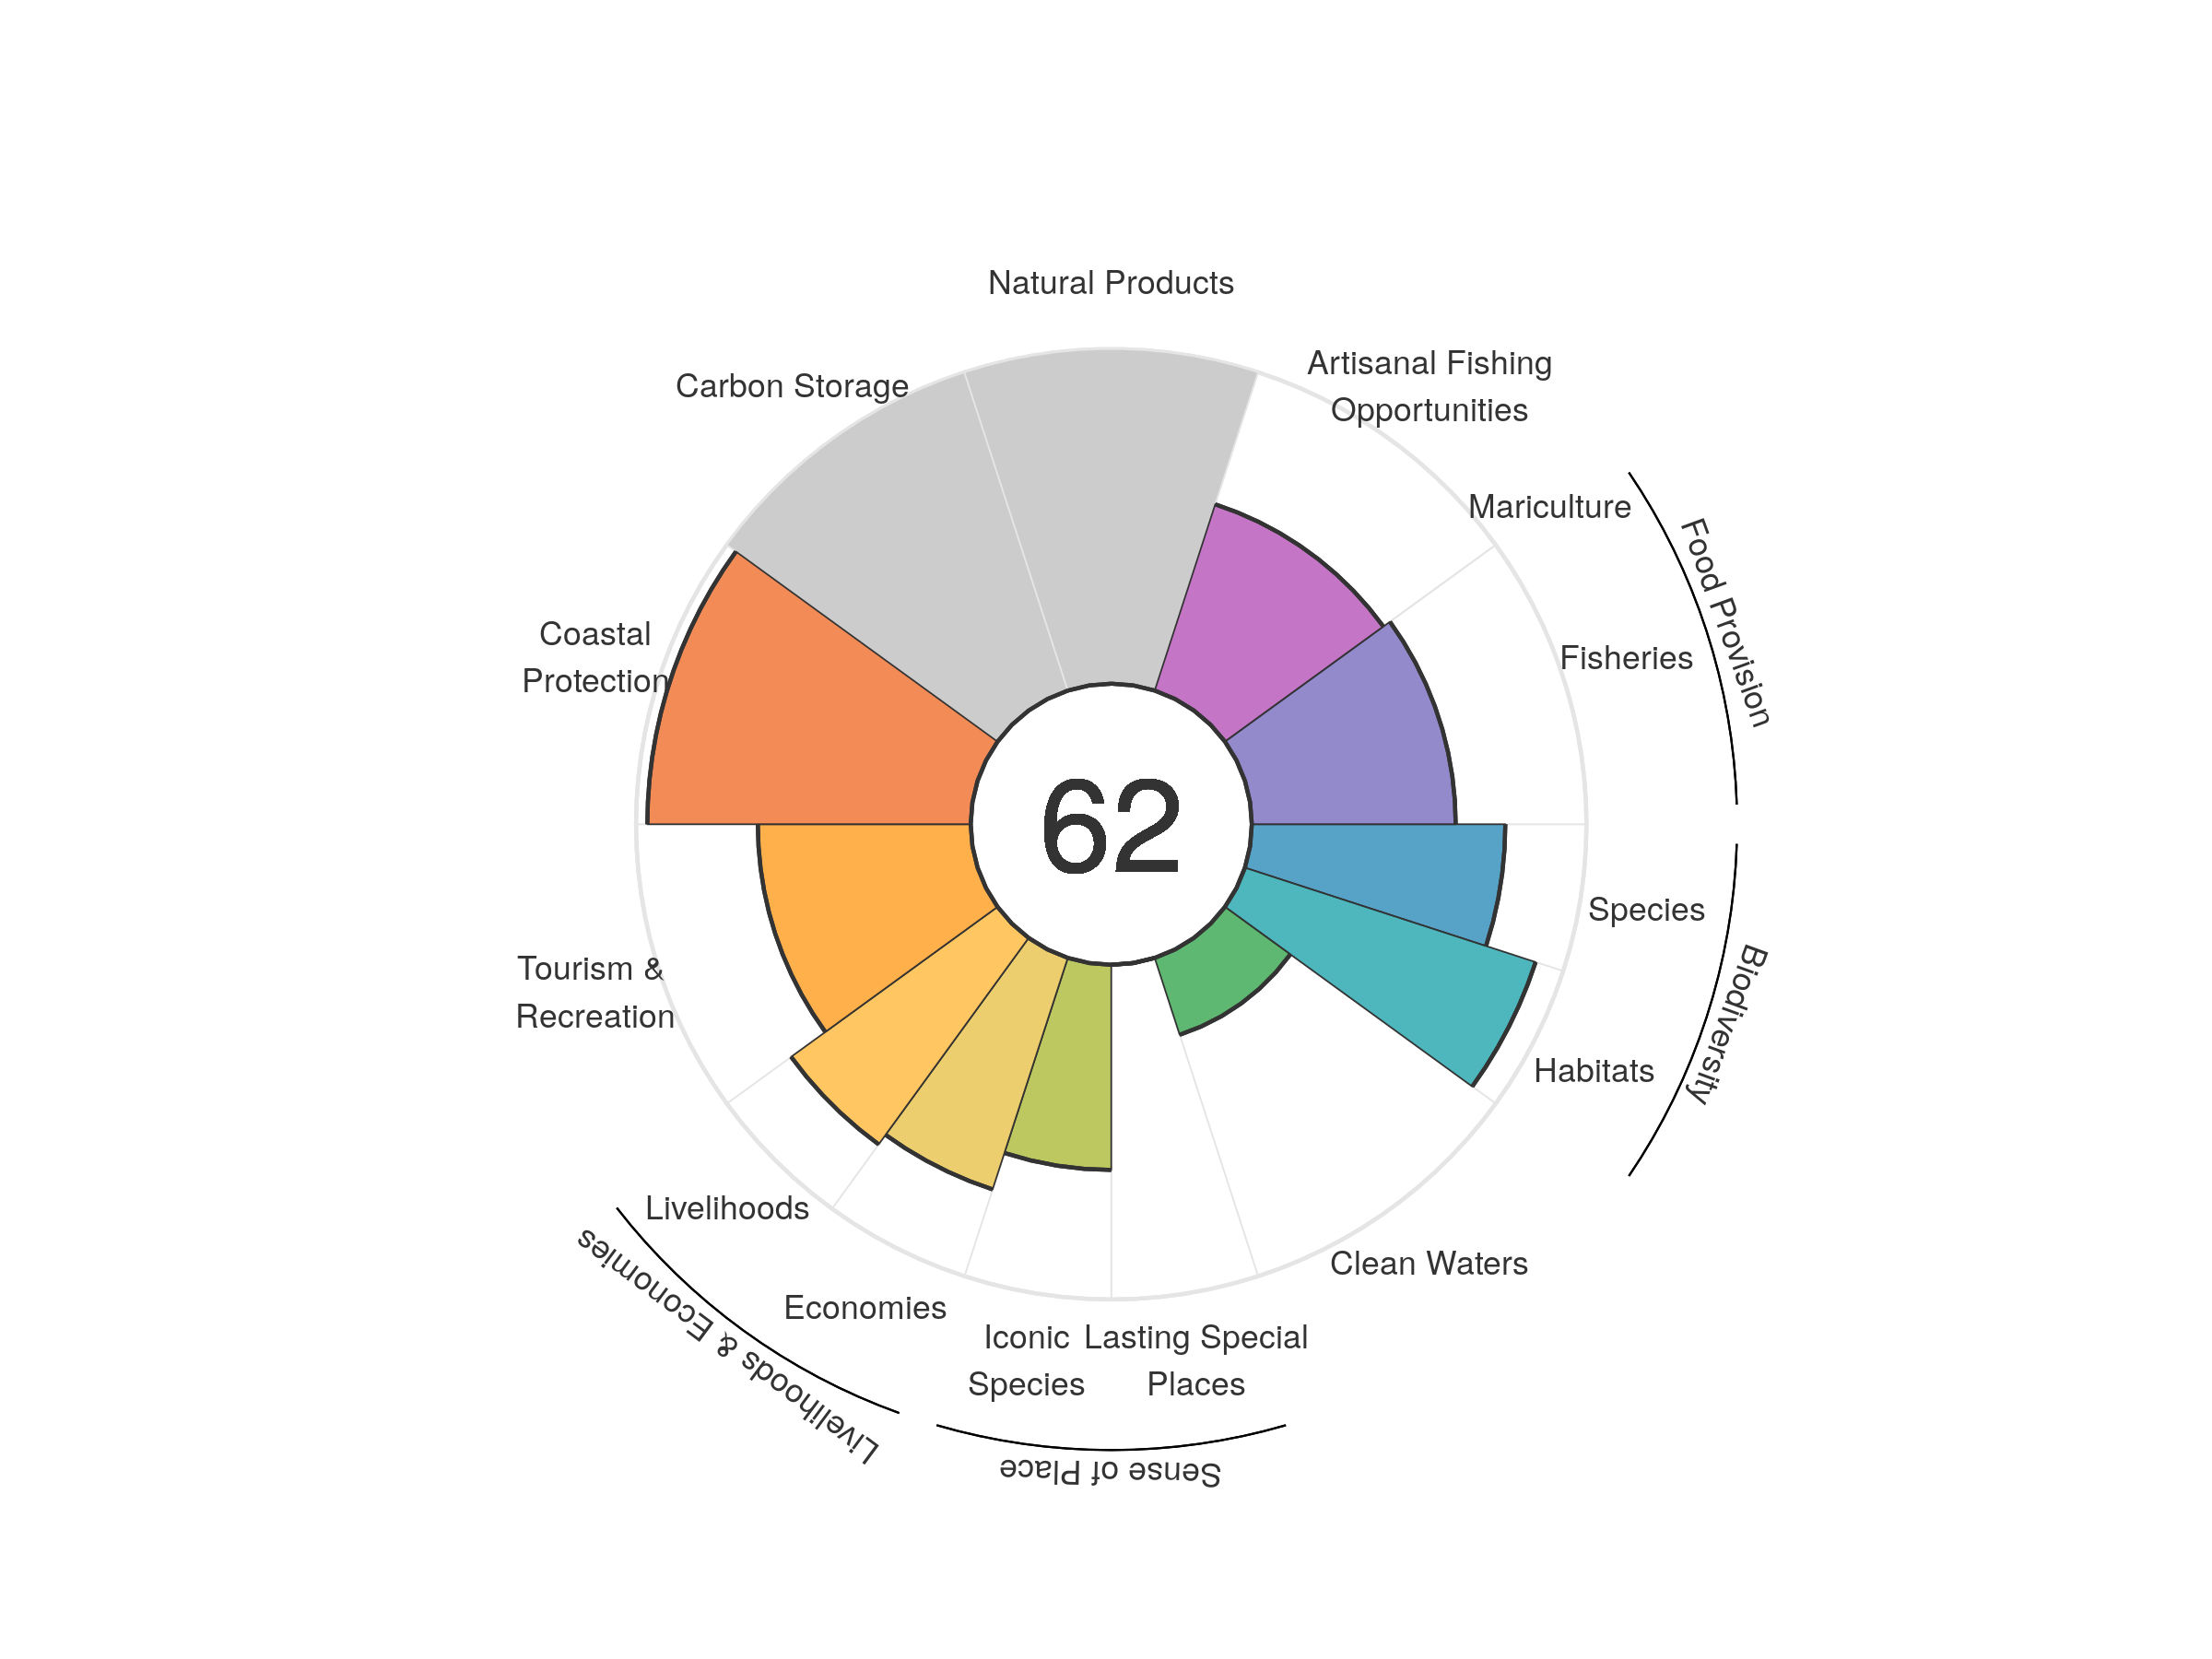 Natural Products
Artisanal Fishing
Opportunities
Carbon Storage
Mariculture
Food Provision
Fisheries
Coastal
Protection
62
Species
Biodiversity
Habitats
Tourism &
Recreation
Livelihoods
Livelihoods & Economies
Clean Waters
Economies
Iconic
Species
Lasting Special
Places
Sense of Place